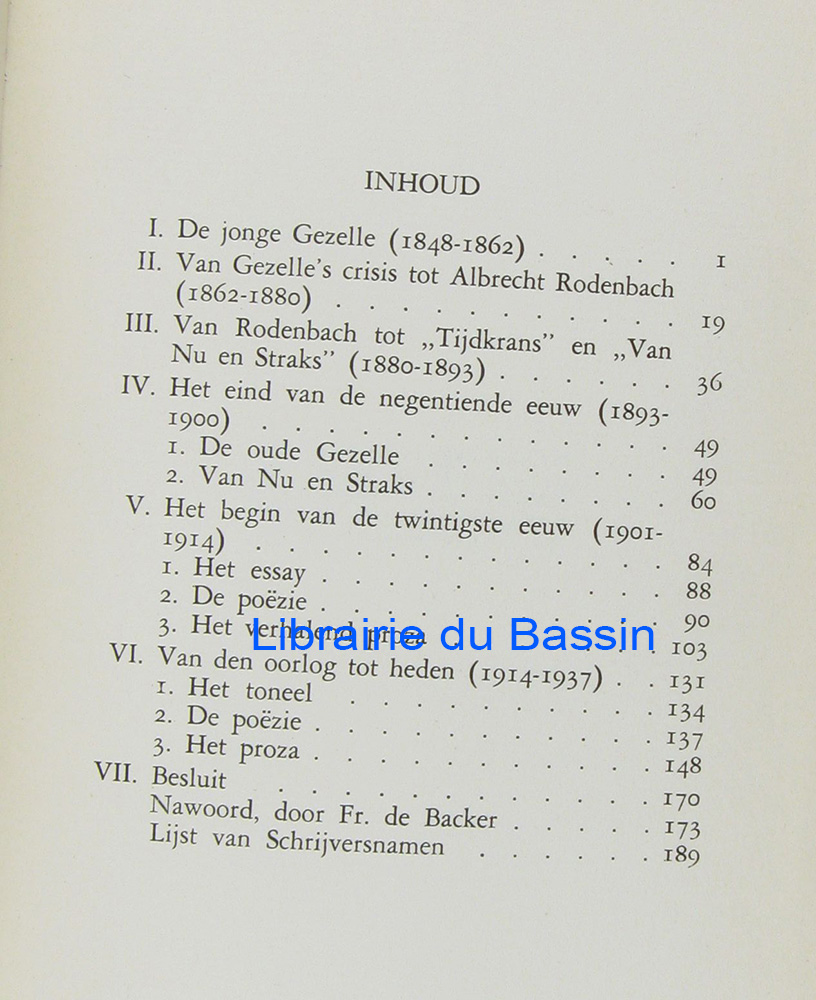 INHOUD
I. De jonge Gezelle (1848-1862) . . . . . 1
II. Van Gezelle's crisis tot Albrecht Rodenbach
(1862-1880) . . . . . . . . . . . 19
III. Van Rodenbach tot „Tijdkrans” en „Van
Nu en Straks” (1880-1893) . . . . . . 36
IV. Het eind van de negentiende eeuw (1893-
1900) . . . . . . . . . . . . . 49
1. De oude Gezelle . . . . . . . . 49
2. Van Nu en Straks . . . . . . . . 60
V. Het begin van de twintigste eeuw (1901-
1914) . . . . . . . . . . . . . 84
1. Het essay . . . . . . . . . . . 88
2. De poëzie . . . . . . . . . . . 90
3. Het verhalend proza . . . . . . . 103
Librairie du Bassin
VI. Van den oorlog tot heden (1914-1937) . . 131
1. Het toneel . . . . . . . . . . 134
2. De poëzie . . . . . . . . . . . 137
3. Het proza . . . . . . . . . . . 148
VII. Besluit . . . . . . . . . . . . 170
Nawoord, door Fr. de Backer . . . . . 173
Lijst van Schrijversnamen . . . . . . 189